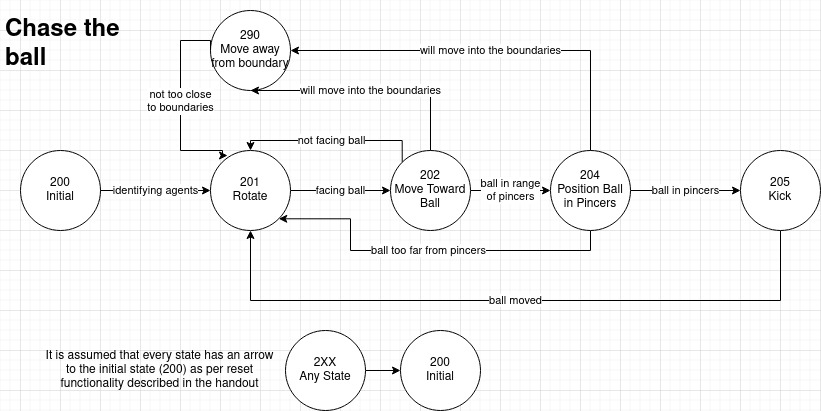 Chase the
ball
290
Move away
from boundary
will move into the boundaries
not too close
to boundaries
will move into the boundaries
not facing ball
200
Initial
identifying agents
201
Rotate
facing ball
202
Move Toward
Ball
ball in range
of pincers
204
Position Ball
in Pincers
ball in pincers
205
Kick
ball too far from pincers
ball moved
It is assumed that every state has an arrow
to the initial state (200) as per reset
functionality described in the handout
2XX
Any State
200
Initial